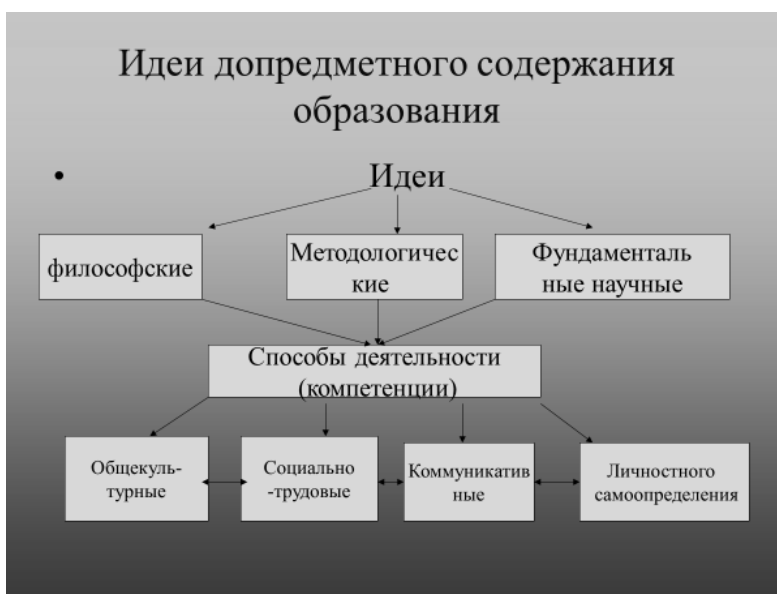 Идеи допредметного содержания
образования
• Идеи
философские
Методологичес
кие
Фундаменталь
ные научные
Способы деятельности
(компетенции)
Общекуль-
турные
Социально
-трудовые
Коммуникатив
ные
Личностного
самоопределения